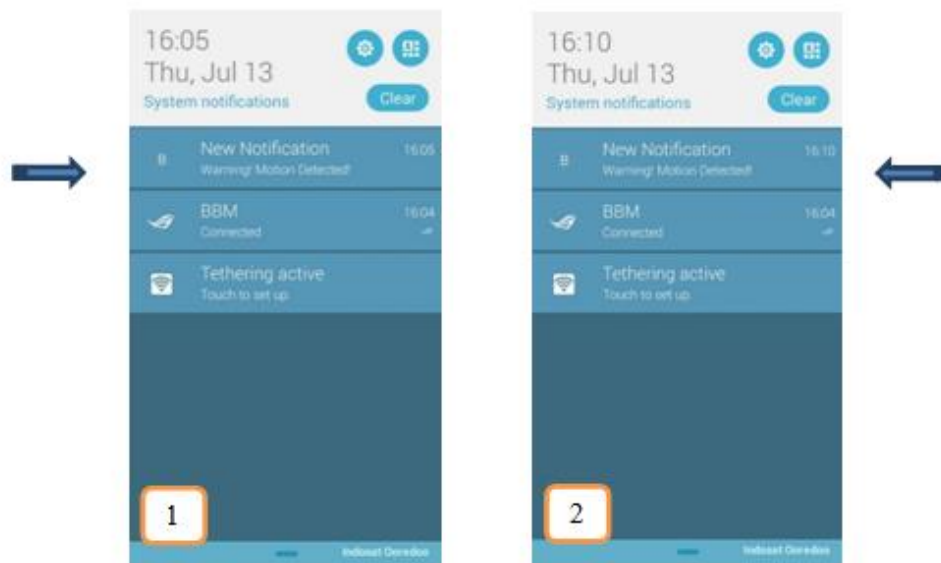 16:05
Thu, Jul 13
System notifications
Clear
B
New Notification
16:05
Warning! Motion Detected!
BBM
16:04
Connected
Tethering active
Touch to set up.
1
Indosat Ooredoo
16:10
Thu, Jul 13
System notifications
Clear
B
New Notification
16:10
Warning! Motion Detected!
BBM
16:04
Connected
Tethering active
Touch to set up.
2
Indosat Ooredoo